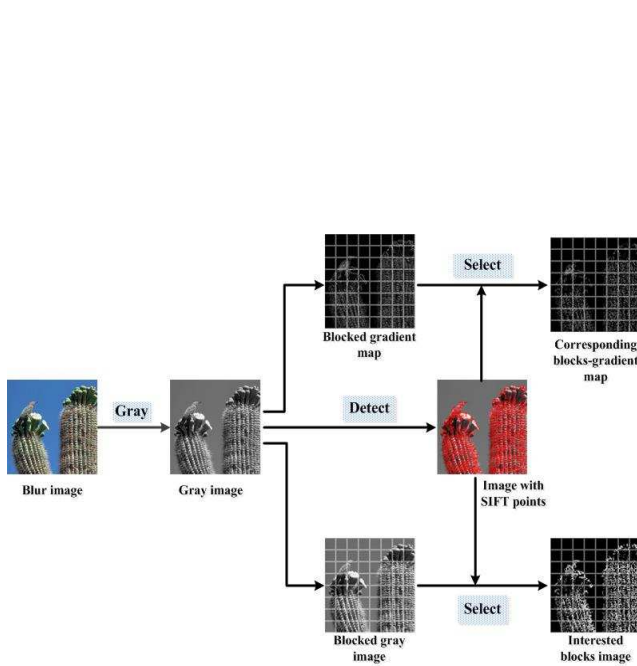 Select
Blocked gradient
map
Corresponding
blocks-gradient
map
Gray
Detect
Blur image
Gray image
Image with
SIFT points
Select
Blocked gray
image
Interested
blocks image